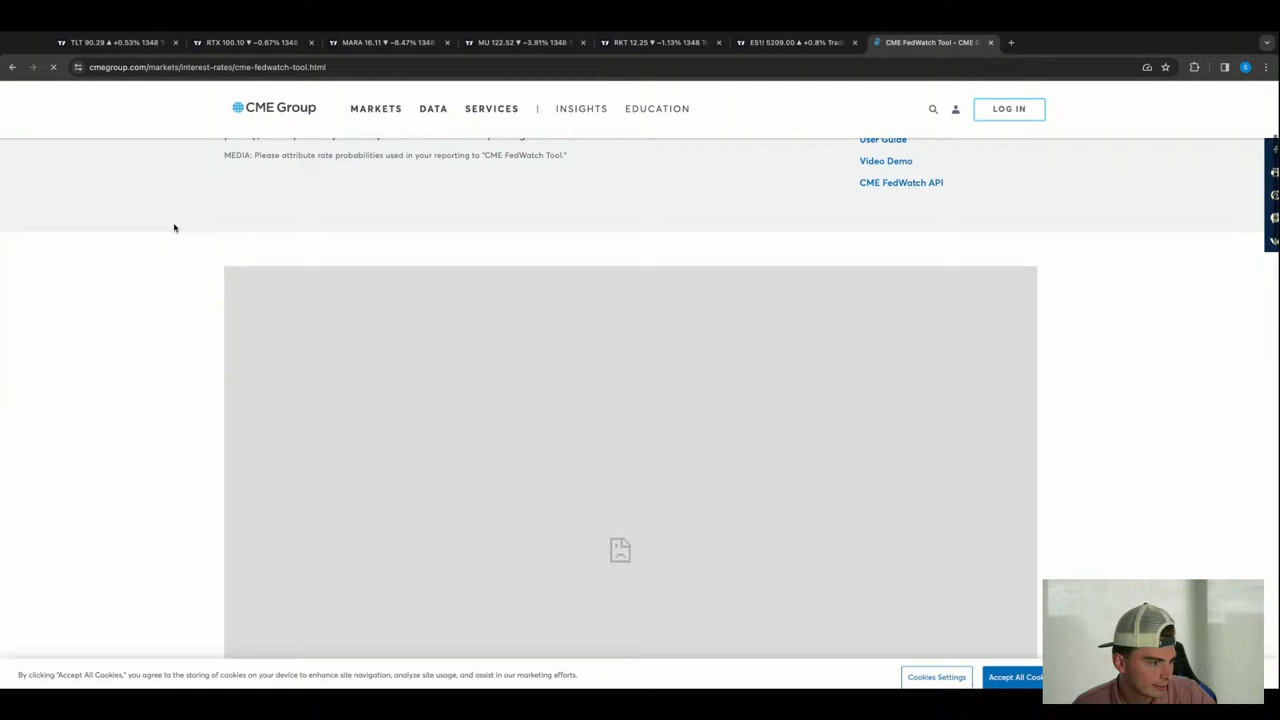 TLT 90.29 ▲ +0.53% 1348
RTX 100.10 ▼ −0.67% 1348
MARA 16.11 ▼ −8.47% 1348
MU 122.52 ▼ −3.91% 1348
RKT 12.25 ▼ −1.13% 1348
ES1! 5209.00 ▲ +0.8%
CME FedWatch Tool - CME
cmegroup.com/markets/interest-rates/cme-fedwatch-tool.html
CME Group
MARKETS
DATA
SERVICES
|
INSIGHTS
EDUCATION
LOG IN
MEDIA: Please attribute rate probabilities used in your reporting to “CME FedWatch Tool.”
User Guide
Video Demo
CME FedWatch API
By clicking “Accept All Cookies,” you agree to the storing of cookies on your device to enhance site navigation, analyze site usage, and assist in our marketing efforts.
Cookies Settings
Accept All